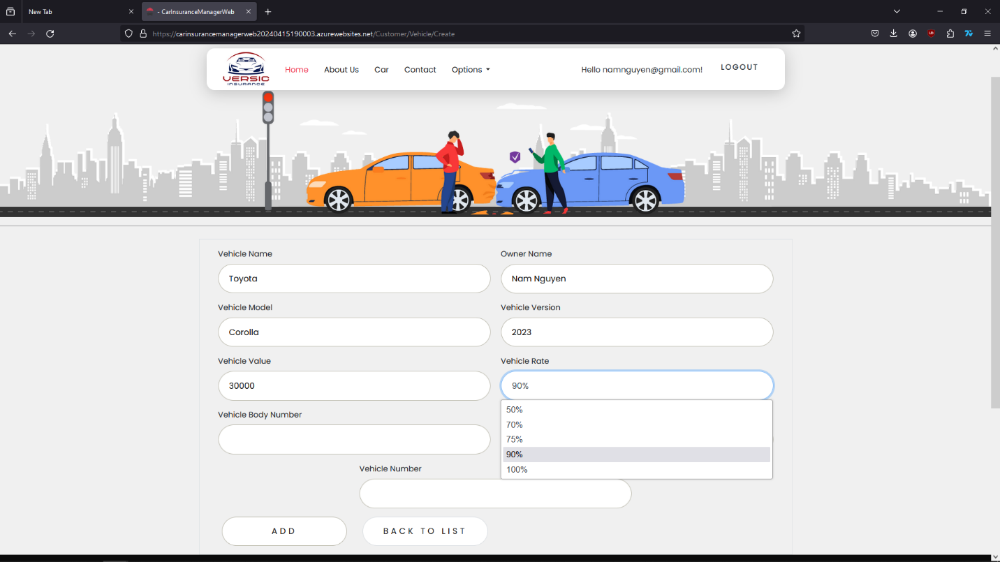 New Tab
- CarInsuranceManagerWeb
https://carinsurancemanagerweb20240415190003.azurewebsites.net/Customer/Vehicle/Create
VERSIC
INSURANCE
Home
About Us
Car
Contact
Options
Hello namnguyen@gmail.com!
LOGOUT
Vehicle Name
Owner Name
Toyota
Nam Nguyen
Vehicle Model
Vehicle Version
Corolla
2023
Vehicle Value
Vehicle Rate
30000
90%
50%
70%
75%
90%
100%
Vehicle Body Number
Vehicle Number
ADD
BACK TO LIST